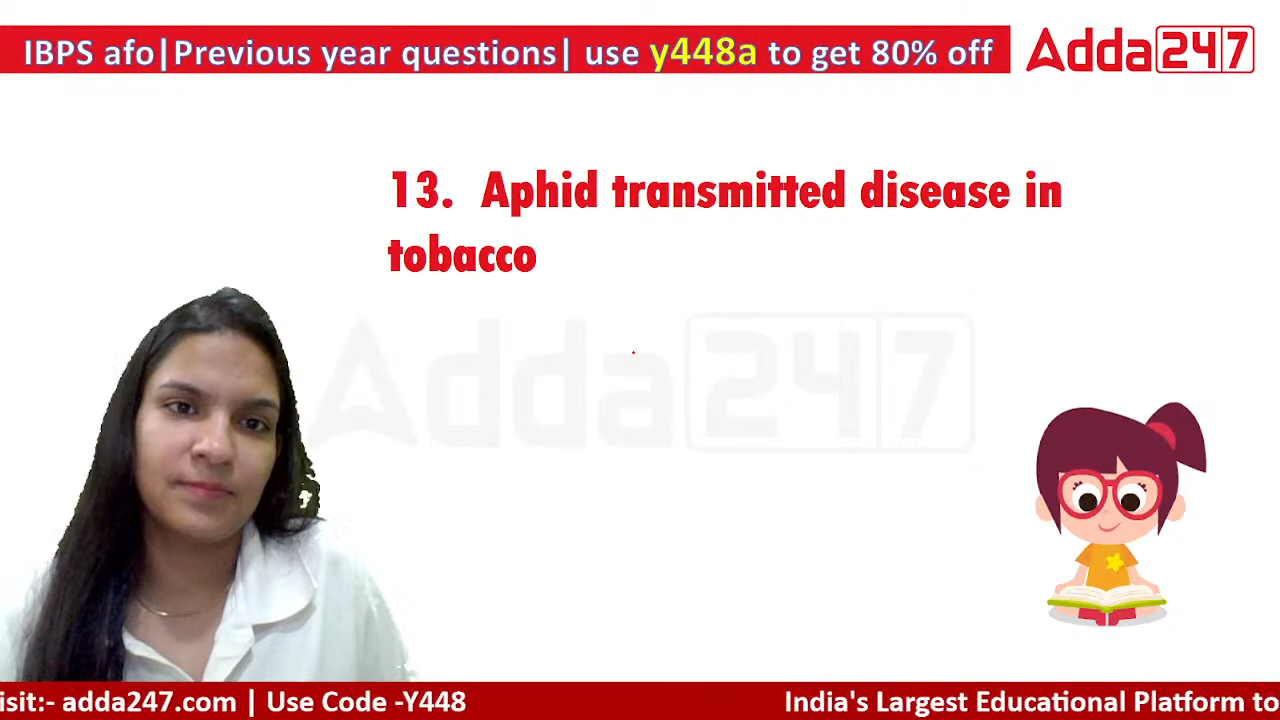 IBPS afo|Previous year questions| use y448a to get 80% off
Adda247
13. Aphid transmitted disease in
tobacco
Adda247
isit:- adda247.com | Use Code -Y448
India's Largest Educational Platform to